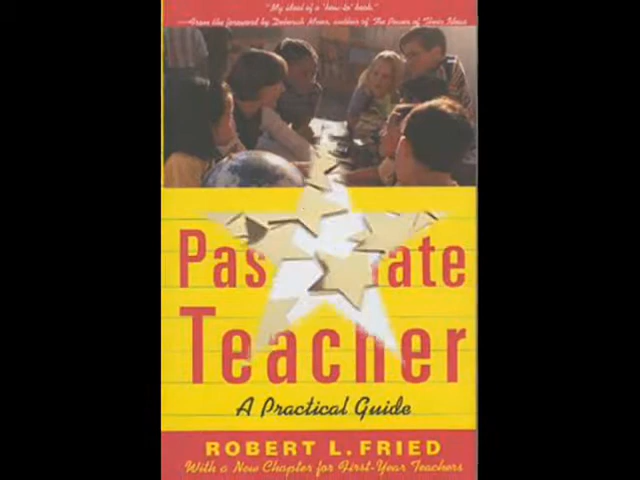 "My idea of a 'how-to' book."
—From the foreword by Deborah Meier, author of The Power of Their Ideas
Pas ate
Teacher
A Practical Guide
ROBERT L. FRIED
With a New Chapter for First-Year Teachers